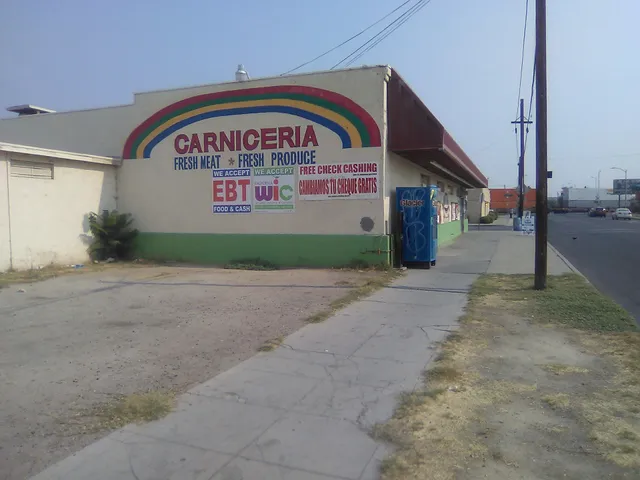 CARNICERIA
FRESH MEAT * FRESH PRODUCE
WE ACCEPT
EBT
FOOD & CASH
WE ACCEPT
wic
FREE CHECK CASHING
CAMBIAMOS TU CHEQUE GRATIS